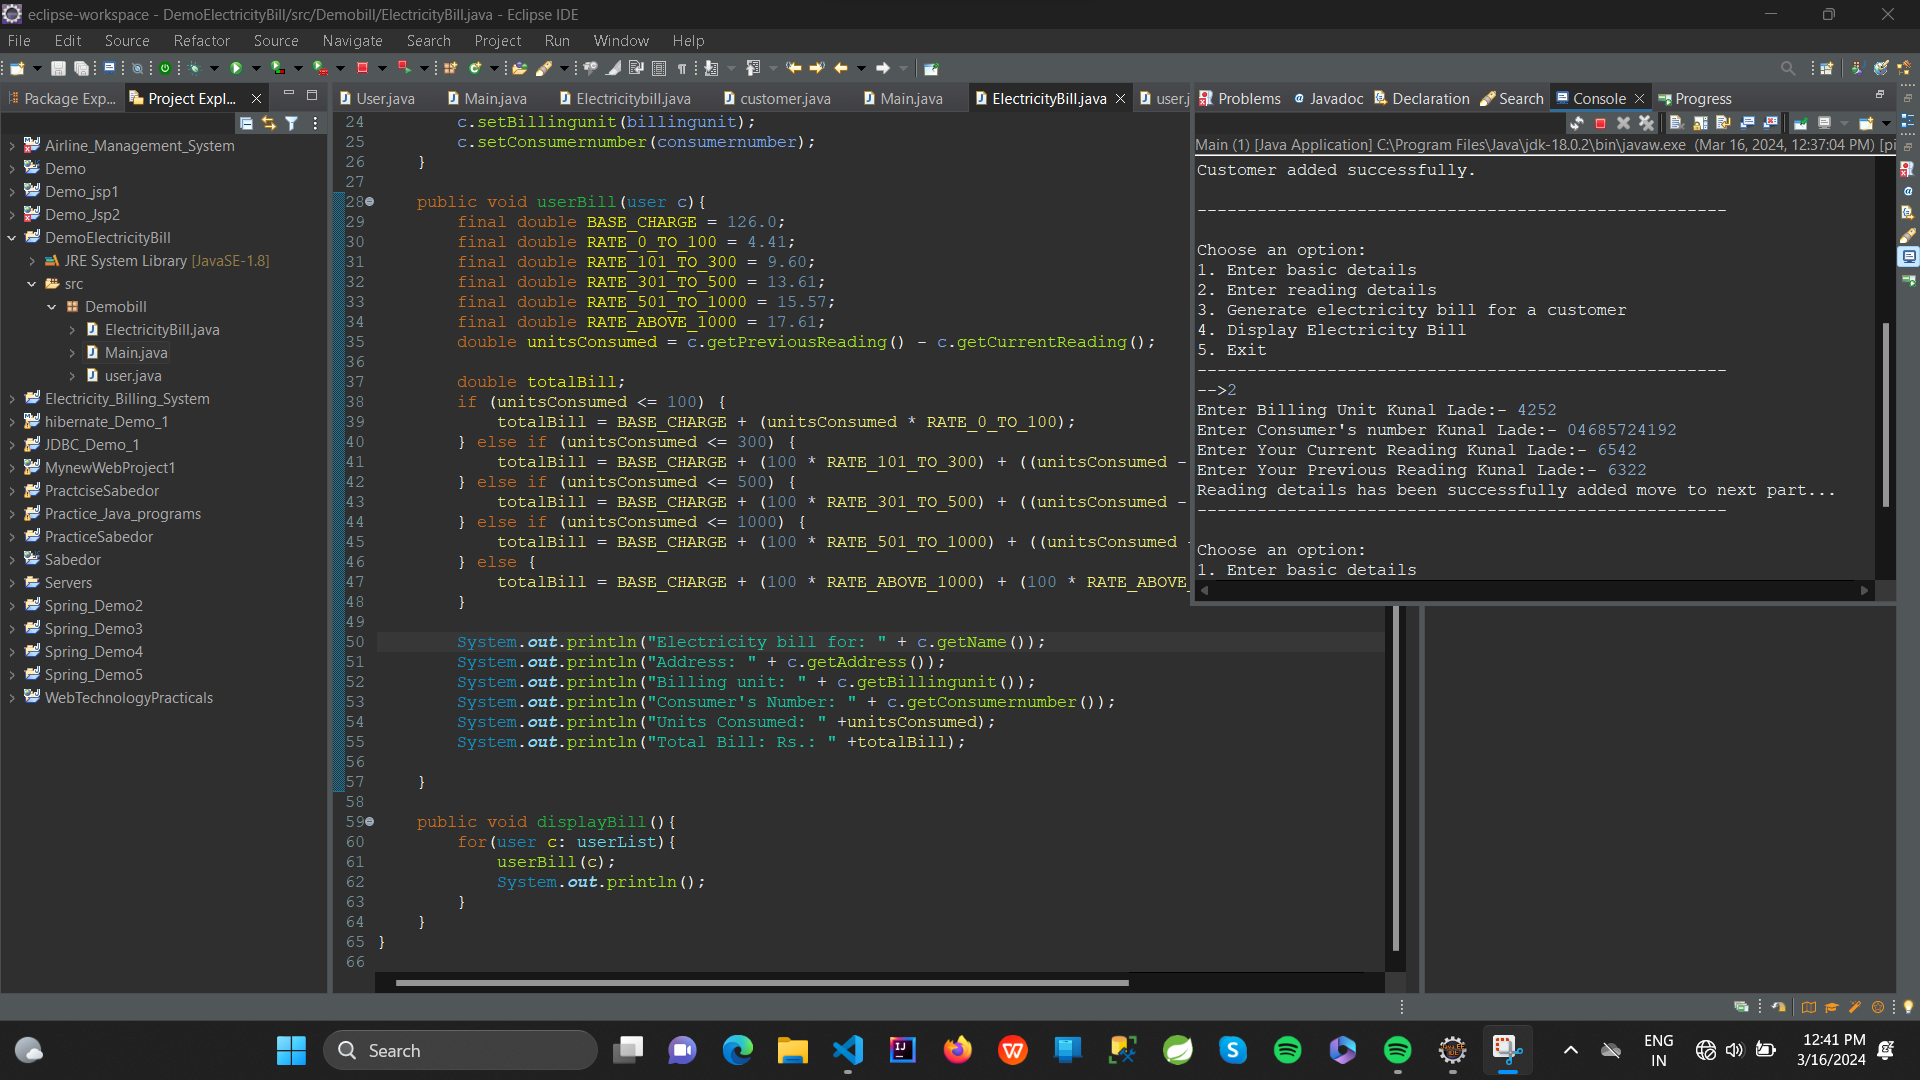 eclipse-workspace - DemoElectricityBill/src/Demobill/ElectricityBill.java - Eclipse IDE
File Edit Source Refactor Source Navigate Search Project Run Window Help
Package Exp... Project Expl...
User.java Main.java Electricitybill.java customer.java Main.java ElectricityBill.java user.j
Problems Javadoc Declaration Search Console Progress
Airline_Management_System
Demo
Demo_jsp1
Demo_Jsp2
DemoElectricityBill
JRE System Library [JavaSE-1.8]
src
Demobill
ElectricityBill.java
Main.java
user.java
Electricity_Billing_System
hibernate_Demo_1
JDBC_Demo_1
MynewWebProject1
PractciseSabedor
Practice_Java_programs
PracticeSabedor
Sabedor
Servers
Spring_Demo2
Spring_Demo3
Spring_Demo4
Spring_Demo5
WebTechnologyPracticals
24 c.setBillingunit(billingunit);
25 c.setConsumernumber(consumernumber);
26 }
27
28 public void userBill(user c){
29 final double BASE_CHARGE = 126.0;
30 final double RATE_0_TO_100 = 4.41;
31 final double RATE_101_TO_300 = 9.60;
32 final double RATE_301_TO_500 = 13.61;
33 final double RATE_501_TO_1000 = 15.57;
34 final double RATE_ABOVE_1000 = 17.61;
35 double unitsConsumed = c.getPreviousReading() - c.getCurrentReading();
36
37 double totalBill;
38 if (unitsConsumed <= 100) {
39 totalBill = BASE_CHARGE + (unitsConsumed * RATE_0_TO_100);
40 } else if (unitsConsumed <= 300) {
41 totalBill = BASE_CHARGE + (100 * RATE_101_TO_300) + ((unitsConsumed -
42 } else if (unitsConsumed <= 500) {
43 totalBill = BASE_CHARGE + (100 * RATE_301_TO_500) + ((unitsConsumed -
44 } else if (unitsConsumed <= 1000) {
45 totalBill = BASE_CHARGE + (100 * RATE_501_TO_1000) + ((unitsConsumed
46 } else {
47 totalBill = BASE_CHARGE + (100 * RATE_ABOVE_1000) + (100 * RATE_ABOVE_
48 }
49
50 System.out.println("Electricity bill for: " + c.getName());
51 System.out.println("Address: " + c.getAddress());
52 System.out.println("Billing unit: " + c.getBillingunit());
53 System.out.println("Consumer's Number: " + c.getConsumernumber());
54 System.out.println("Units Consumed: " +unitsConsumed);
55 System.out.println("Total Bill: Rs.: " +totalBill);
56
57 }
58
59 public void displayBill(){
60 for(user c: userList){
61 userBill(c);
62 System.out.println();
63 }
64 }
65 }
66
Main (1) [Java Application] C:\Program Files\Java\jdk-18.0.2\bin\javaw.exe (Mar 16, 2024, 12:37:04 PM) [pi
Customer added successfully.
-----------------------------------------------------
Choose an option:
1. Enter basic details
2. Enter reading details
3. Generate electricity bill for a customer
4. Display Electricity Bill
5. Exit
-----------------------------------------------------
-->2
Enter Billing Unit Kunal Lade:- 4252
Enter Consumer's number Kunal Lade:- 04685724192
Enter Your Current Reading Kunal Lade:- 6542
Enter Your Previous Reading Kunal Lade:- 6322
Reading details has been successfully added move to next part...
-----------------------------------------------------
Choose an option:
1. Enter basic details
Search
ENG
IN
12:41 PM
3/16/2024